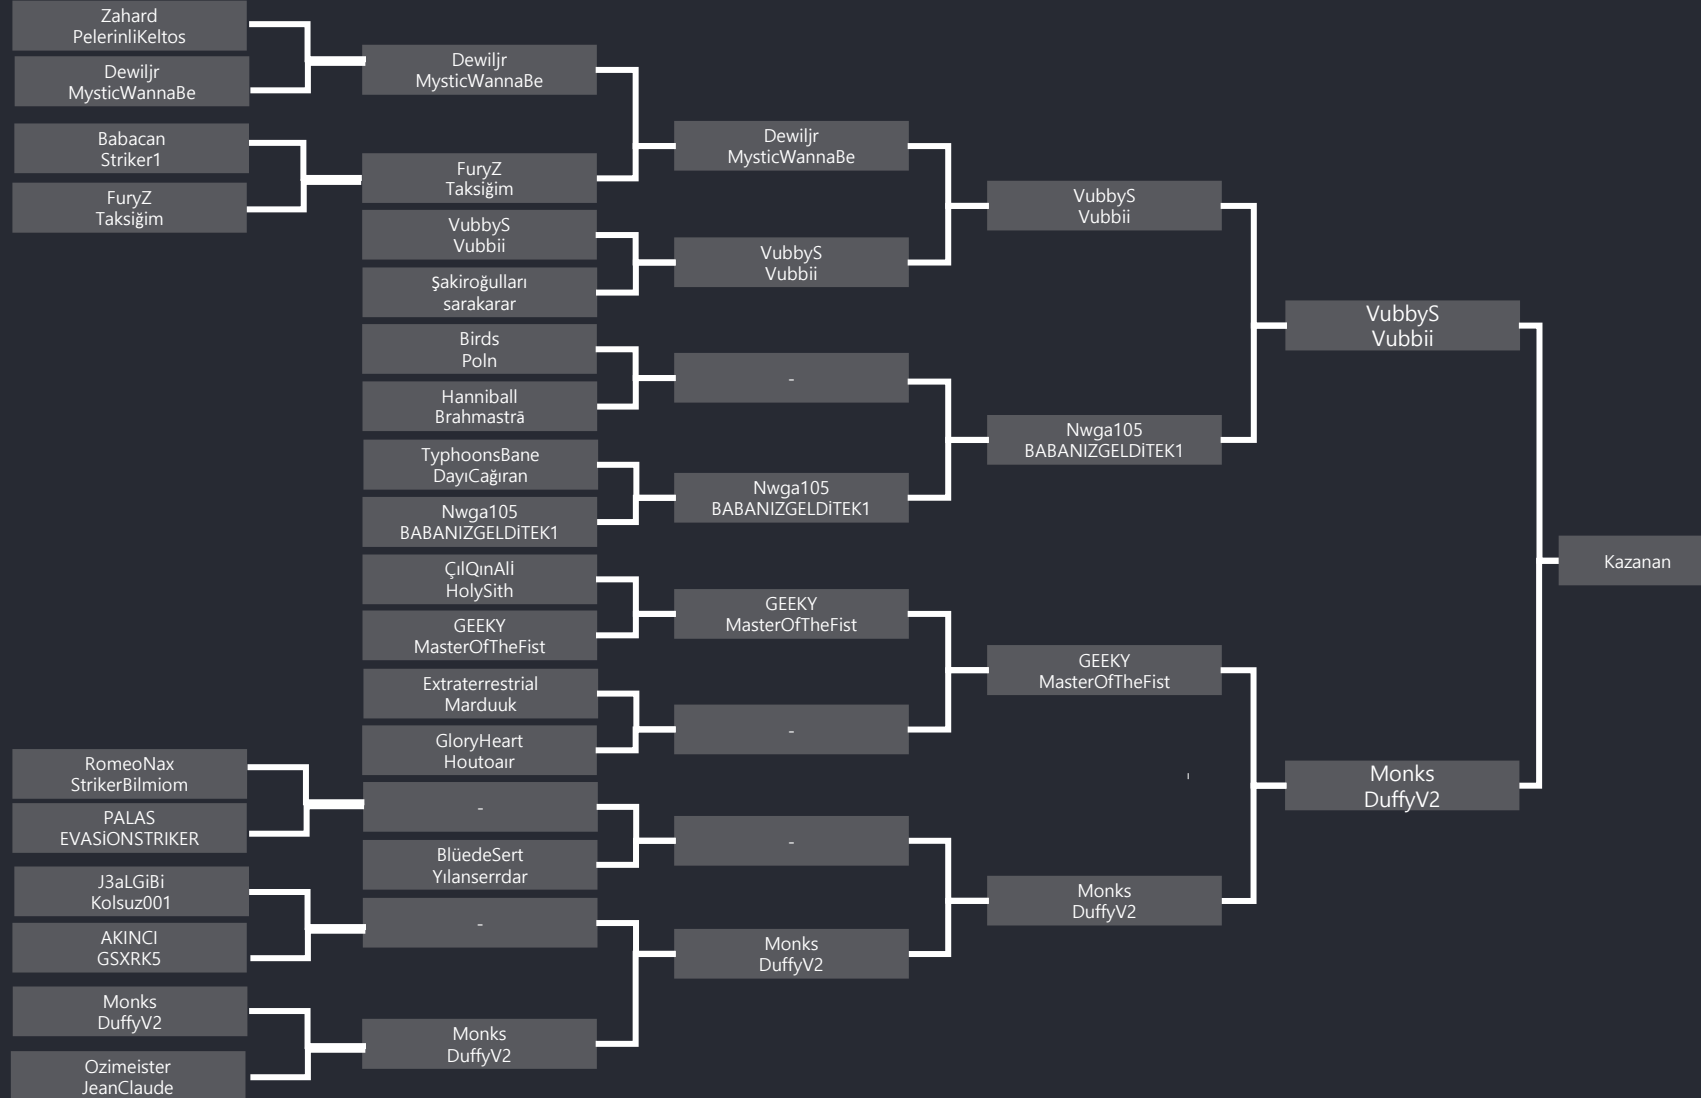 Zahard
PelerinliKeltos
Dewiljr
MysticWannaBe
Babacan
Striker1
FuryZ
Taksiğim
RomeoNax
StrikerBilmiom
PALAS
EVASİONSTRIKER
J3aLGiBi
Kolsuz001
AKINCI
GSXRK5
Monks
DuffyV2
Ozimeister
JeanClaude
Dewiljr
MysticWannaBe
FuryZ
Taksiğim
VubbyS
Vubbii
Şakiroğulları
sarakarar
Birds
Poln
Hanniball
Brahmastrā
TyphoonsBane
DayıCağıran
Nwga105
BABANIZGELDİTEK1
ÇılQınAlİ
HolySith
GEEKY
MasterOfTheFist
Extraterrestrial
Marduuk
GloryHeart
Houtoaır
-
BlüedeSert
Yılanserrdar
-
Monks
DuffyV2
Dewiljr
MysticWannaBe
VubbyS
Vubbii
-
Nwga105
BABANIZGELDİTEK1
GEEKY
MasterOfTheFist
-
-
Monks
DuffyV2
VubbyS
Vubbii
Nwga105
BABANIZGELDİTEK1
GEEKY
MasterOfTheFist
Monks
DuffyV2
VubbyS
Vubbii
Monks
DuffyV2
Kazanan